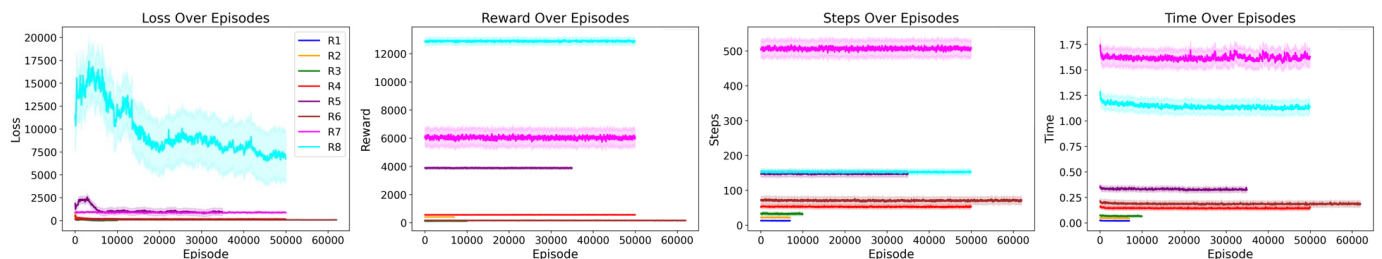 Loss Over Episodes
Loss
20000
17500
15000
12500
10000
7500
5000
2500
0
R1
R2
R3
R4
R5
R6
R7
R8
0 10000 20000 30000 40000 50000 60000
Episode
Reward Over Episodes
Reward
12000
10000
8000
6000
4000
2000
0
0 10000 20000 30000 40000 50000 60000
Episode
Steps Over Episodes
Steps
500
400
300
200
100
0
0 10000 20000 30000 40000 50000 60000
Episode
Time Over Episodes
Time
1.75
1.50
1.25
1.00
0.75
0.50
0.25
0.00
0 10000 20000 30000 40000 50000 60000
Episode